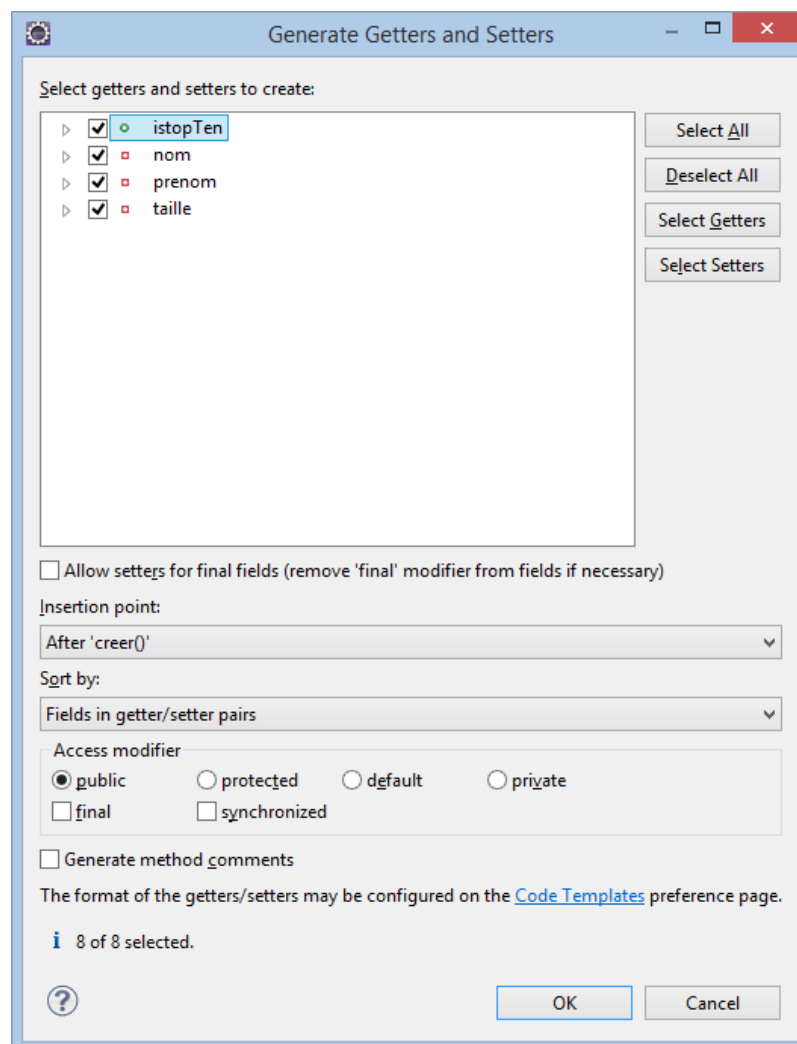 Generate Getters and Setters
Select getters and setters to create:
istopTen
nom
prenom
taille
Select All
Deselect All
Select Getters
Select Setters
Allow setters for final fields (remove 'final' modifier from fields if necessary)
Insertion point:
After 'creer()'
Sort by:
Fields in getter/setter pairs
Access modifier
public protected default private
final synchronized
Generate method comments
The format of the getters/setters may be configured on the Code Templates preference page.
i 8 of 8 selected.
? OK Cancel